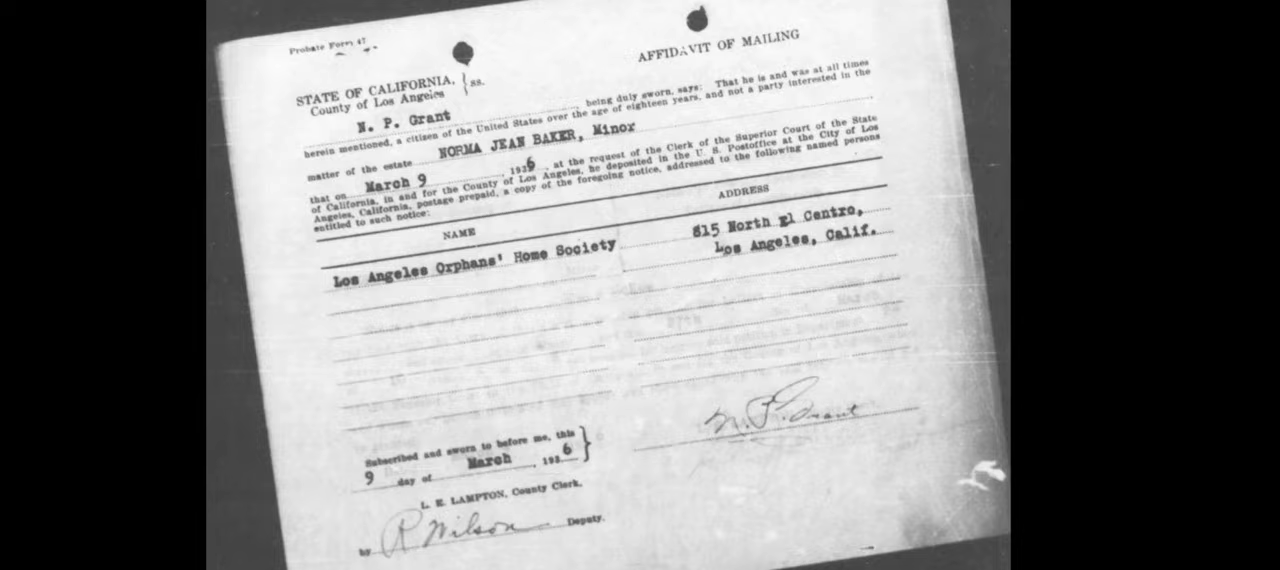 Probate Form 47
AFFIDAVIT OF MAILING
STATE OF CALIFORNIA, } ss.
County of Los Angeles
N. P. Grant being duly sworn, says: That he is and was at all times
herein mentioned, a citizen of the United States over the age of eighteen years, and not a party interested in the
matter of the estate NORMA JEAN BAKER, Minor
that on March 9, 1936, at the request of the Clerk of the Superior Court of the State
of California, in and for the County of Los Angeles, he deposited in the U. S. Postoffice at the City of Los
Angeles, California, postage prepaid, a copy of the foregoing notice, addressed to the following named persons
entitled to such notice:
NAME ADDRESS
Los Angeles Orphans' Home Society 815 North El Centro,
Los Angeles, Calif.
N. P. Grant
Subscribed and sworn to before me, this }
9 day of March, 1936
L. E. LAMPTON, County Clerk,
by R Wilson Deputy.